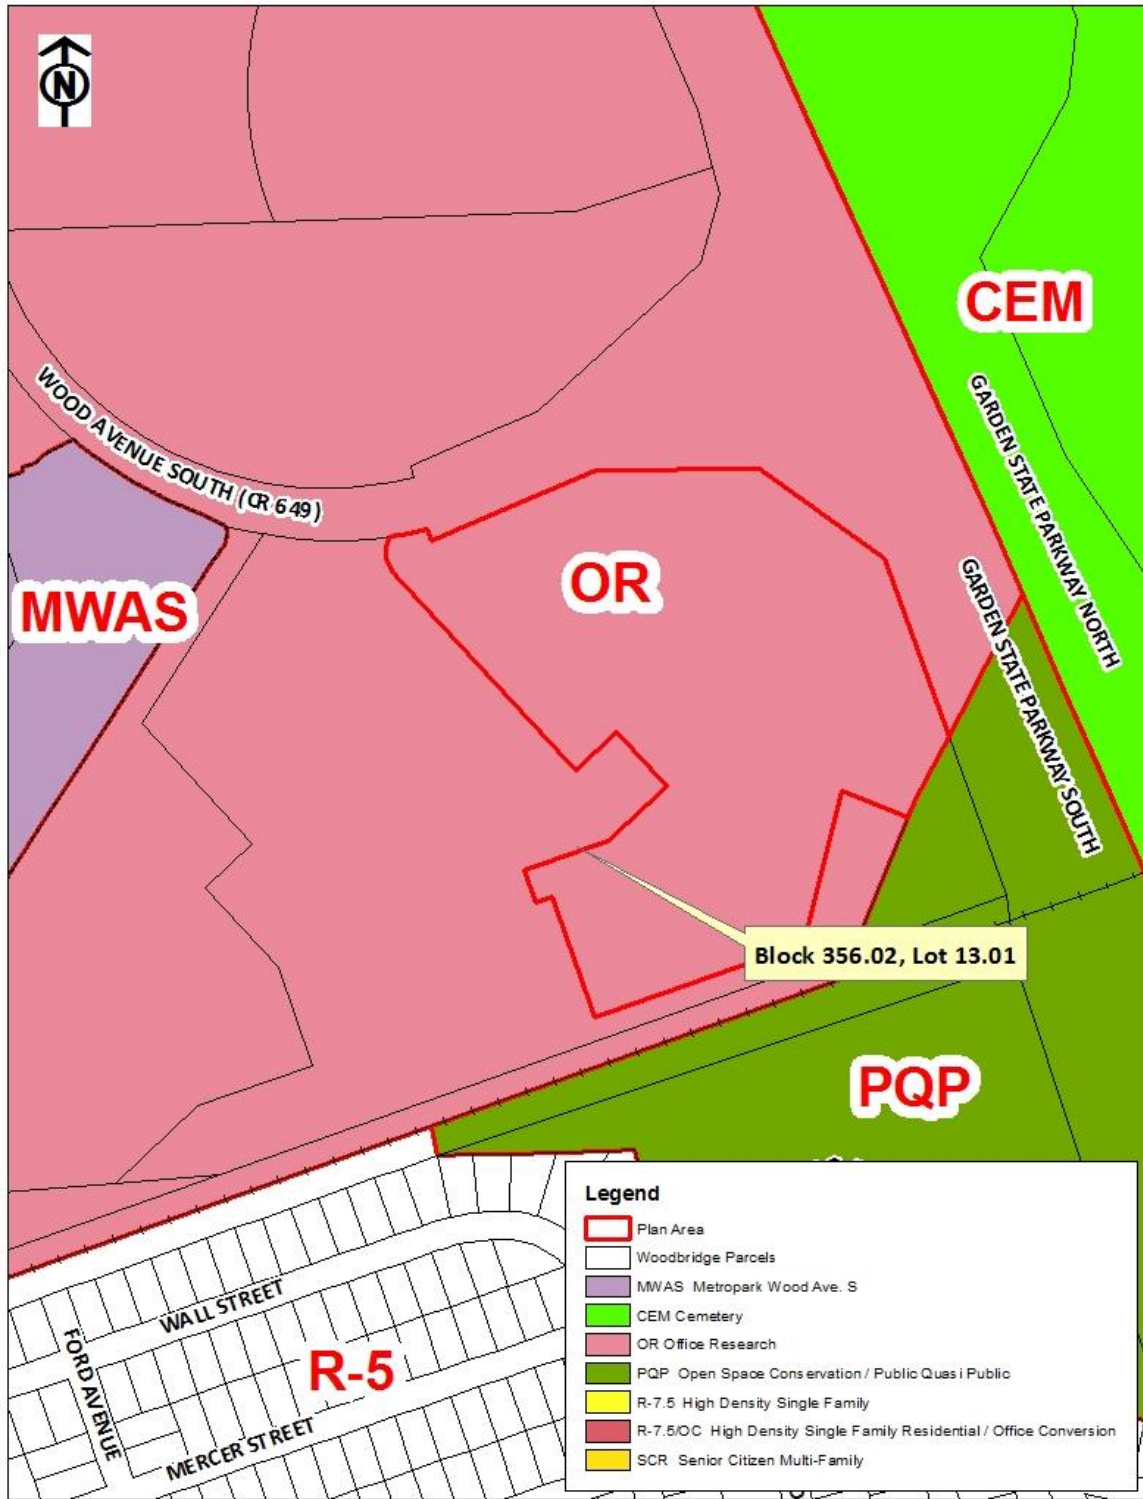 N
CEM
WOOD AVENUE SOUTH (CR 649)
GARDEN STATE PARKWAY NORTH
OR
MWAS
GARDEN STATE PARKWAY SOUTH
Block 356.02, Lot 13.01
PQP
Legend
Plan Area
Woodbridge Parcels
MWAS Metropark Wood Ave. S
CEM Cemetery
OR Office Research
PQP Open Space Conservation / Public Quasi Public
R-7.5 High Density Single Family
R-7.5/OC High Density Single Family Residential / Office Conversion
SCR Senior Citizen Multi-Family
WALL STREET
FORD AVENUE
R-5
MERCER STREET